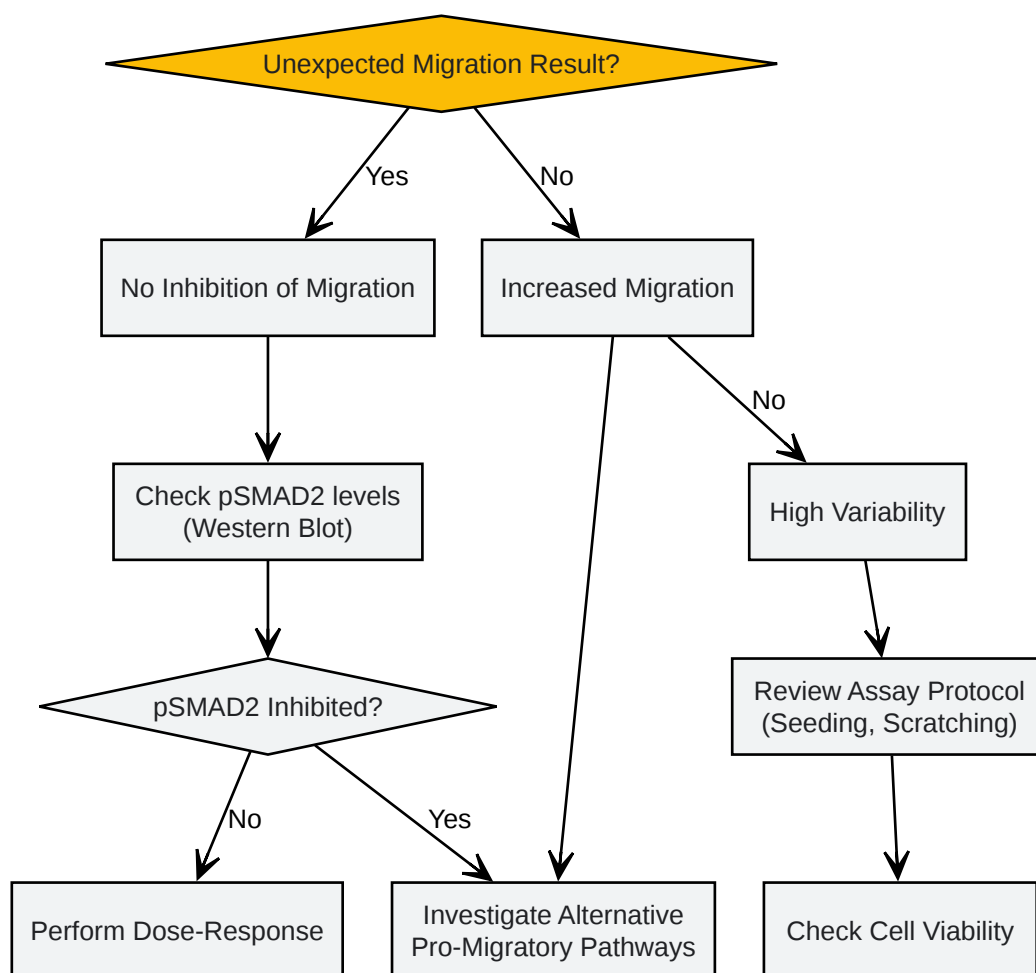 Unexpected Migration Result?
Yes
No
No Inhibition of Migration
Increased Migration
No
Check pSMAD2 levels
(Western Blot)
High Variability
pSMAD2 Inhibited?
Review Assay Protocol
(Seeding, Scratching)
No
Yes
Perform Dose-Response
Investigate Alternative
Pro-Migratory Pathways
Check Cell Viability